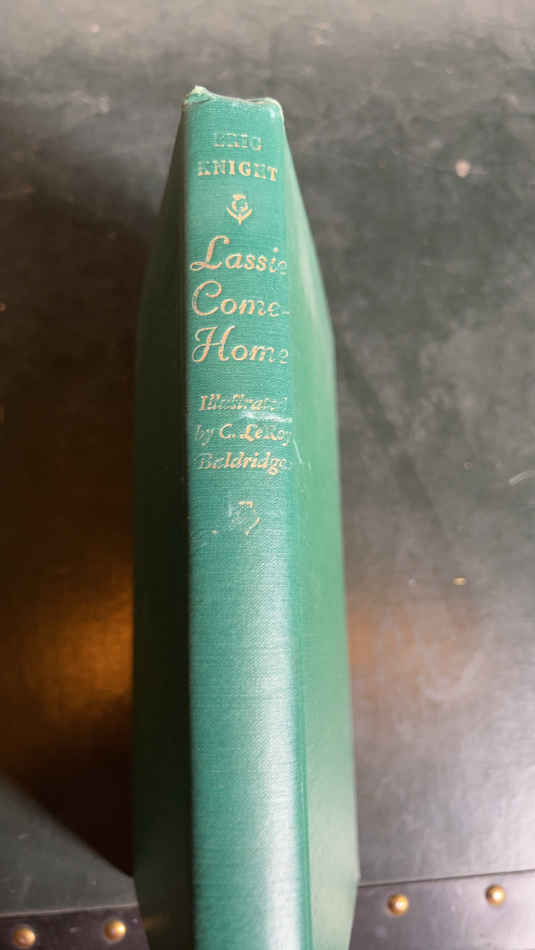 ERIC
KNIGHT
Lassie
Come-
Home
Illustrated
by C. LeRoy
Baldridge